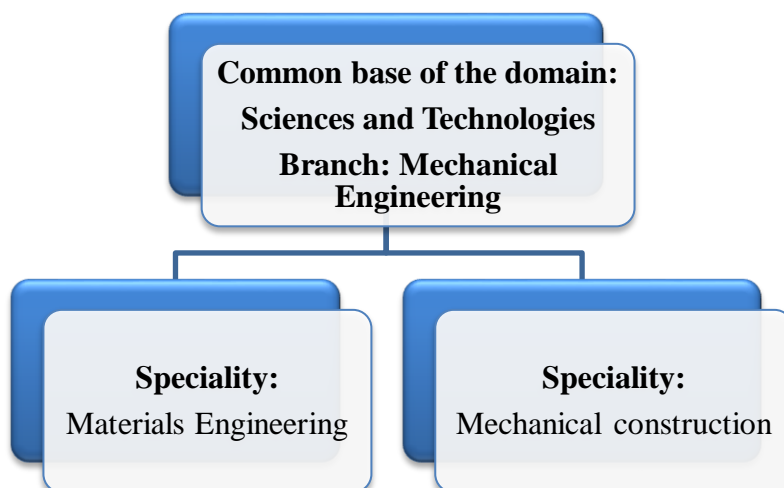 Common base of the domain:
Sciences and Technologies
Branch: Mechanical
Engineering
Speciality:
Materials Engineering
Speciality:
Mechanical construction